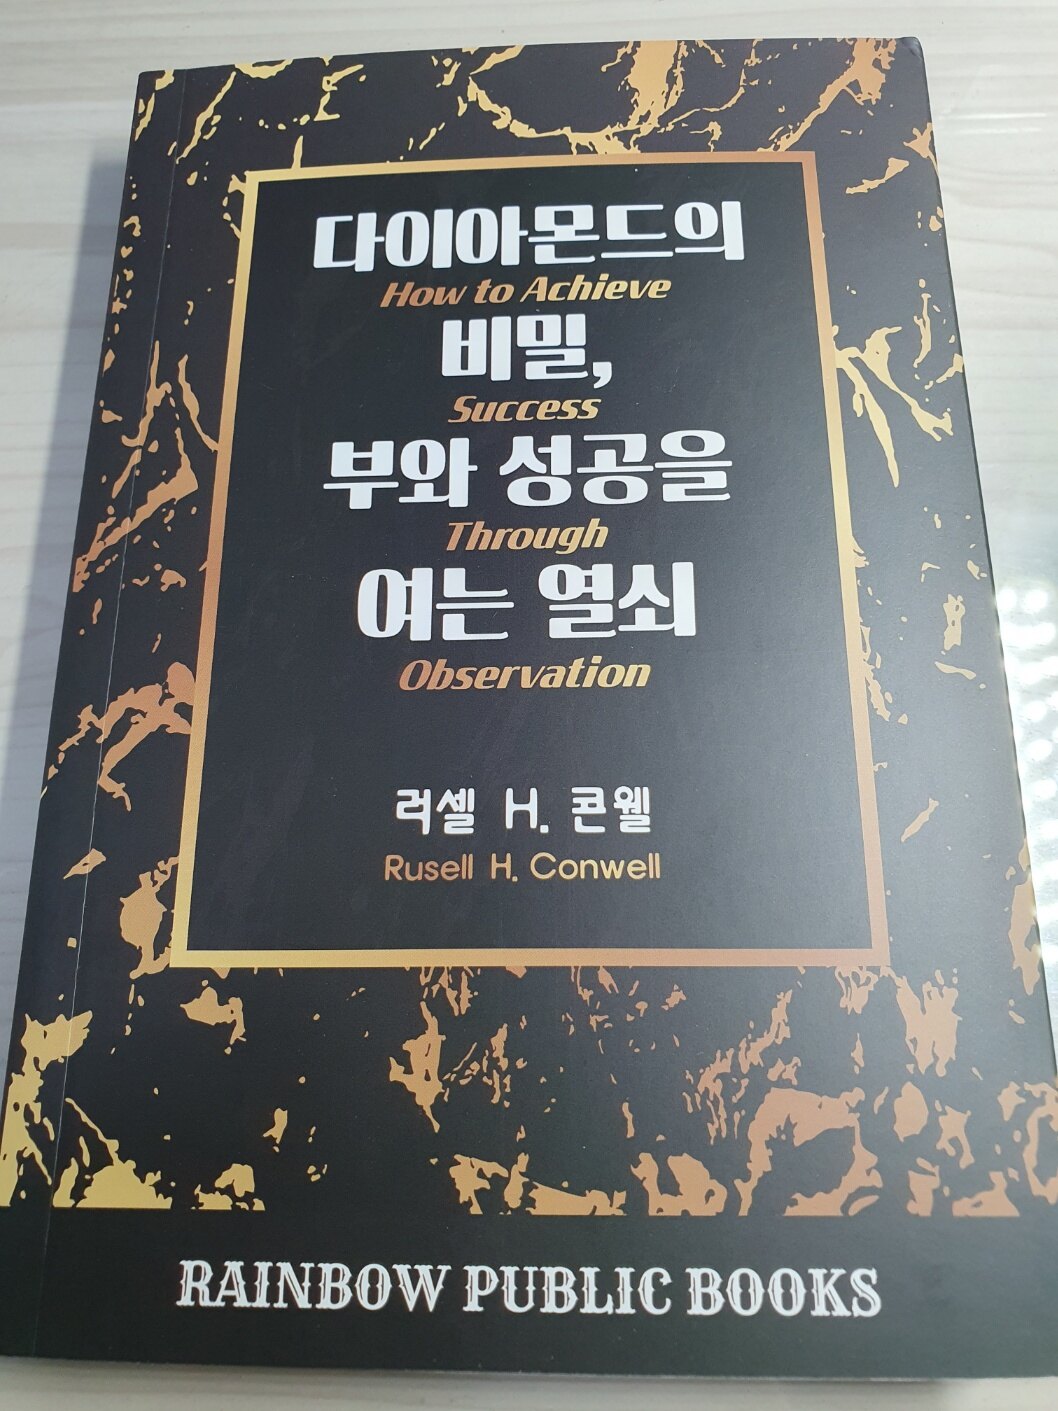 다이아몬드의
How to Achieve
비밀,
Success
부와 성공을
Through
여는 열쇠
Observation
러셀 H. 콘웰
Rusell H. Conwell
RAINBOW PUBLIC BOOKS